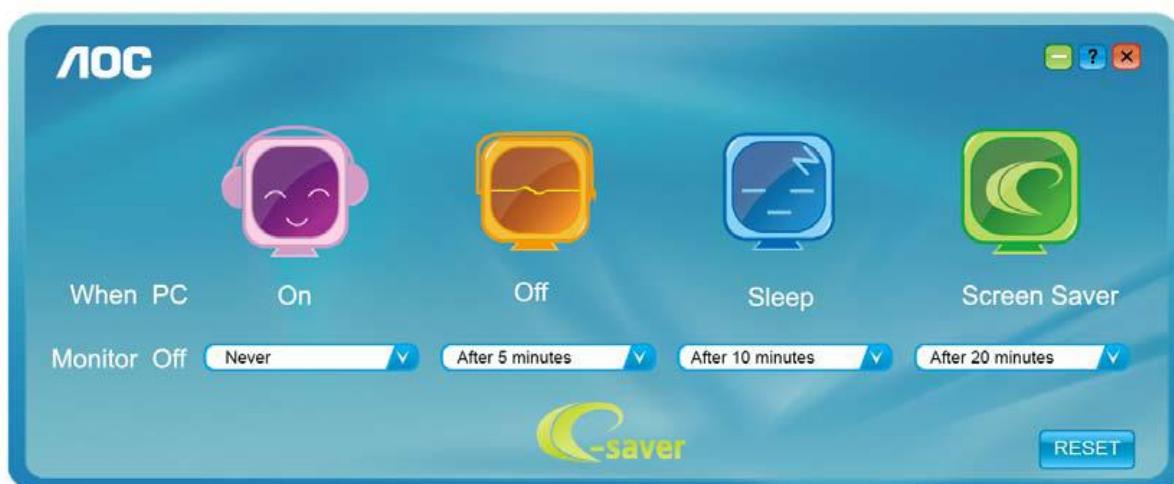 AOC
?
When PC On Off Sleep Screen Saver
Monitor Off Never After 5 minutes After 10 minutes After 20 minutes
e-saver
RESET